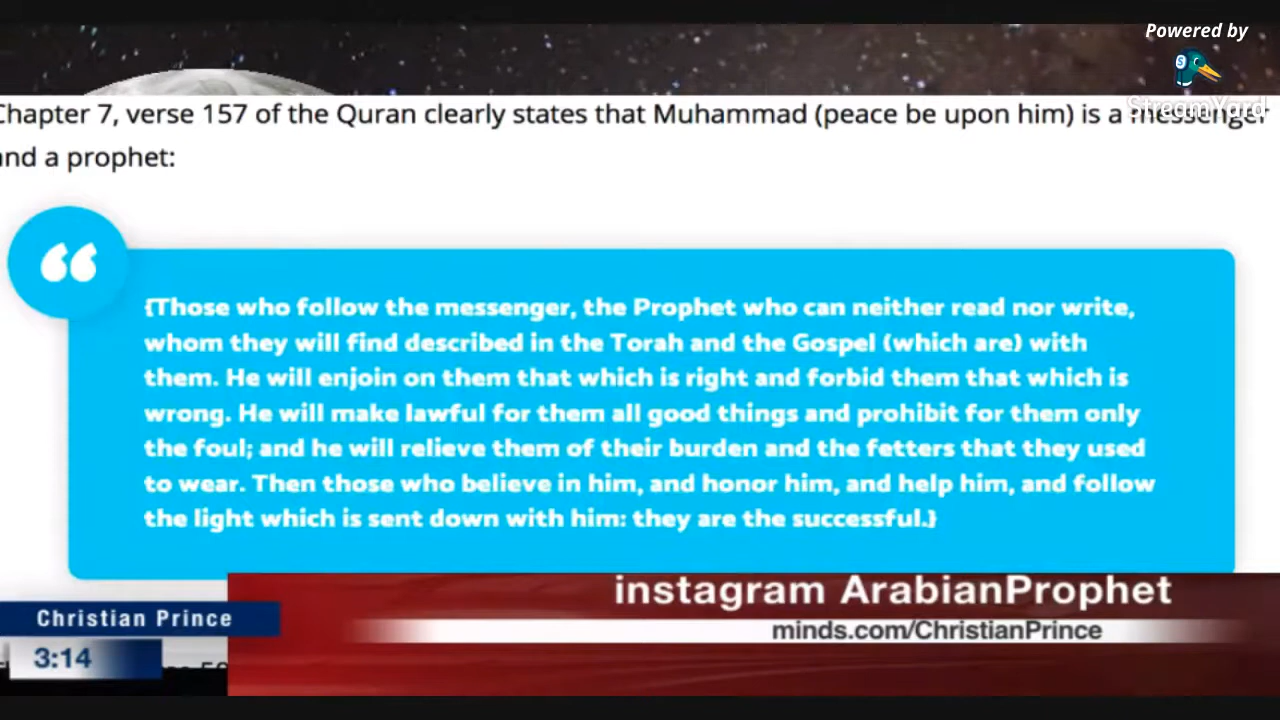 Powered by
StreamYard
Chapter 7, verse 157 of the Quran clearly states that Muhammad (peace be upon him) is a messenger
and a prophet:
{Those who follow the messenger, the Prophet who can neither read nor write,
whom they will find described in the Torah and the Gospel (which are) with
them. He will enjoin on them that which is right and forbid them that which is
wrong. He will make lawful for them all good things and prohibit for them only
the foul; and he will relieve them of their burden and the fetters that they used
to wear. Then those who believe in him, and honor him, and help him, and follow
the light which is sent down with him: they are the successful.}
instagram ArabianProphet
Christian Prince
minds.com/ChristianPrince
3:14